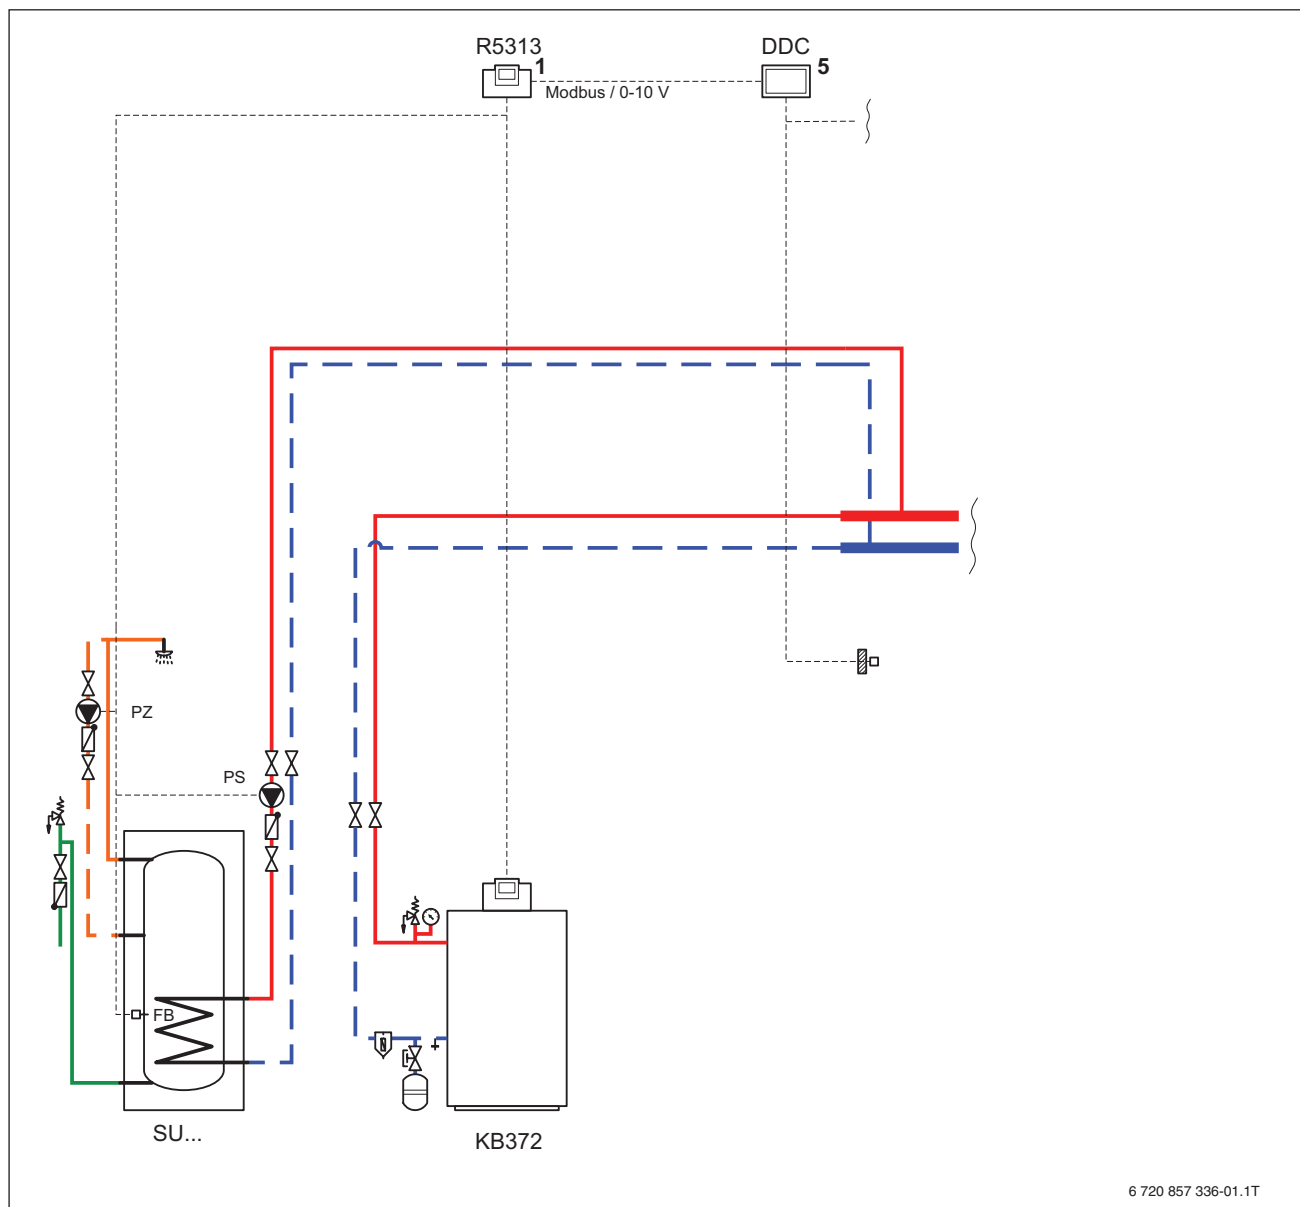 R5313
1
DDC
5
Modbus / 0-10 V
PZ
PS
FB
SU...
KB372
6 720 857 336-01.1T